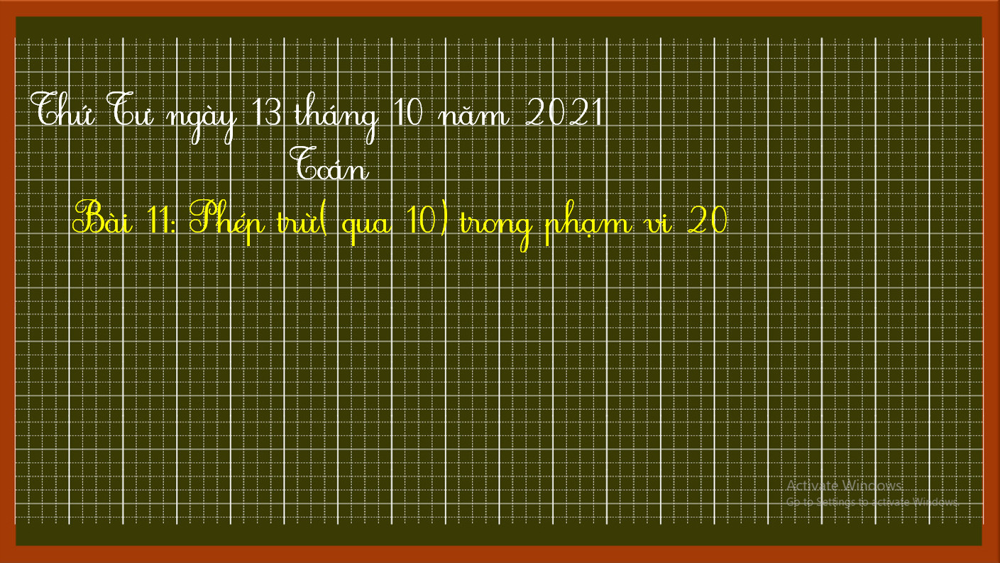 Thứ Tư ngày 13 tháng 10 năm 2021
Toán
Bài 11: Phép trừ( qua 10) trong phạm vi 20
Activate Windows
Go to Settings to activate Windows.